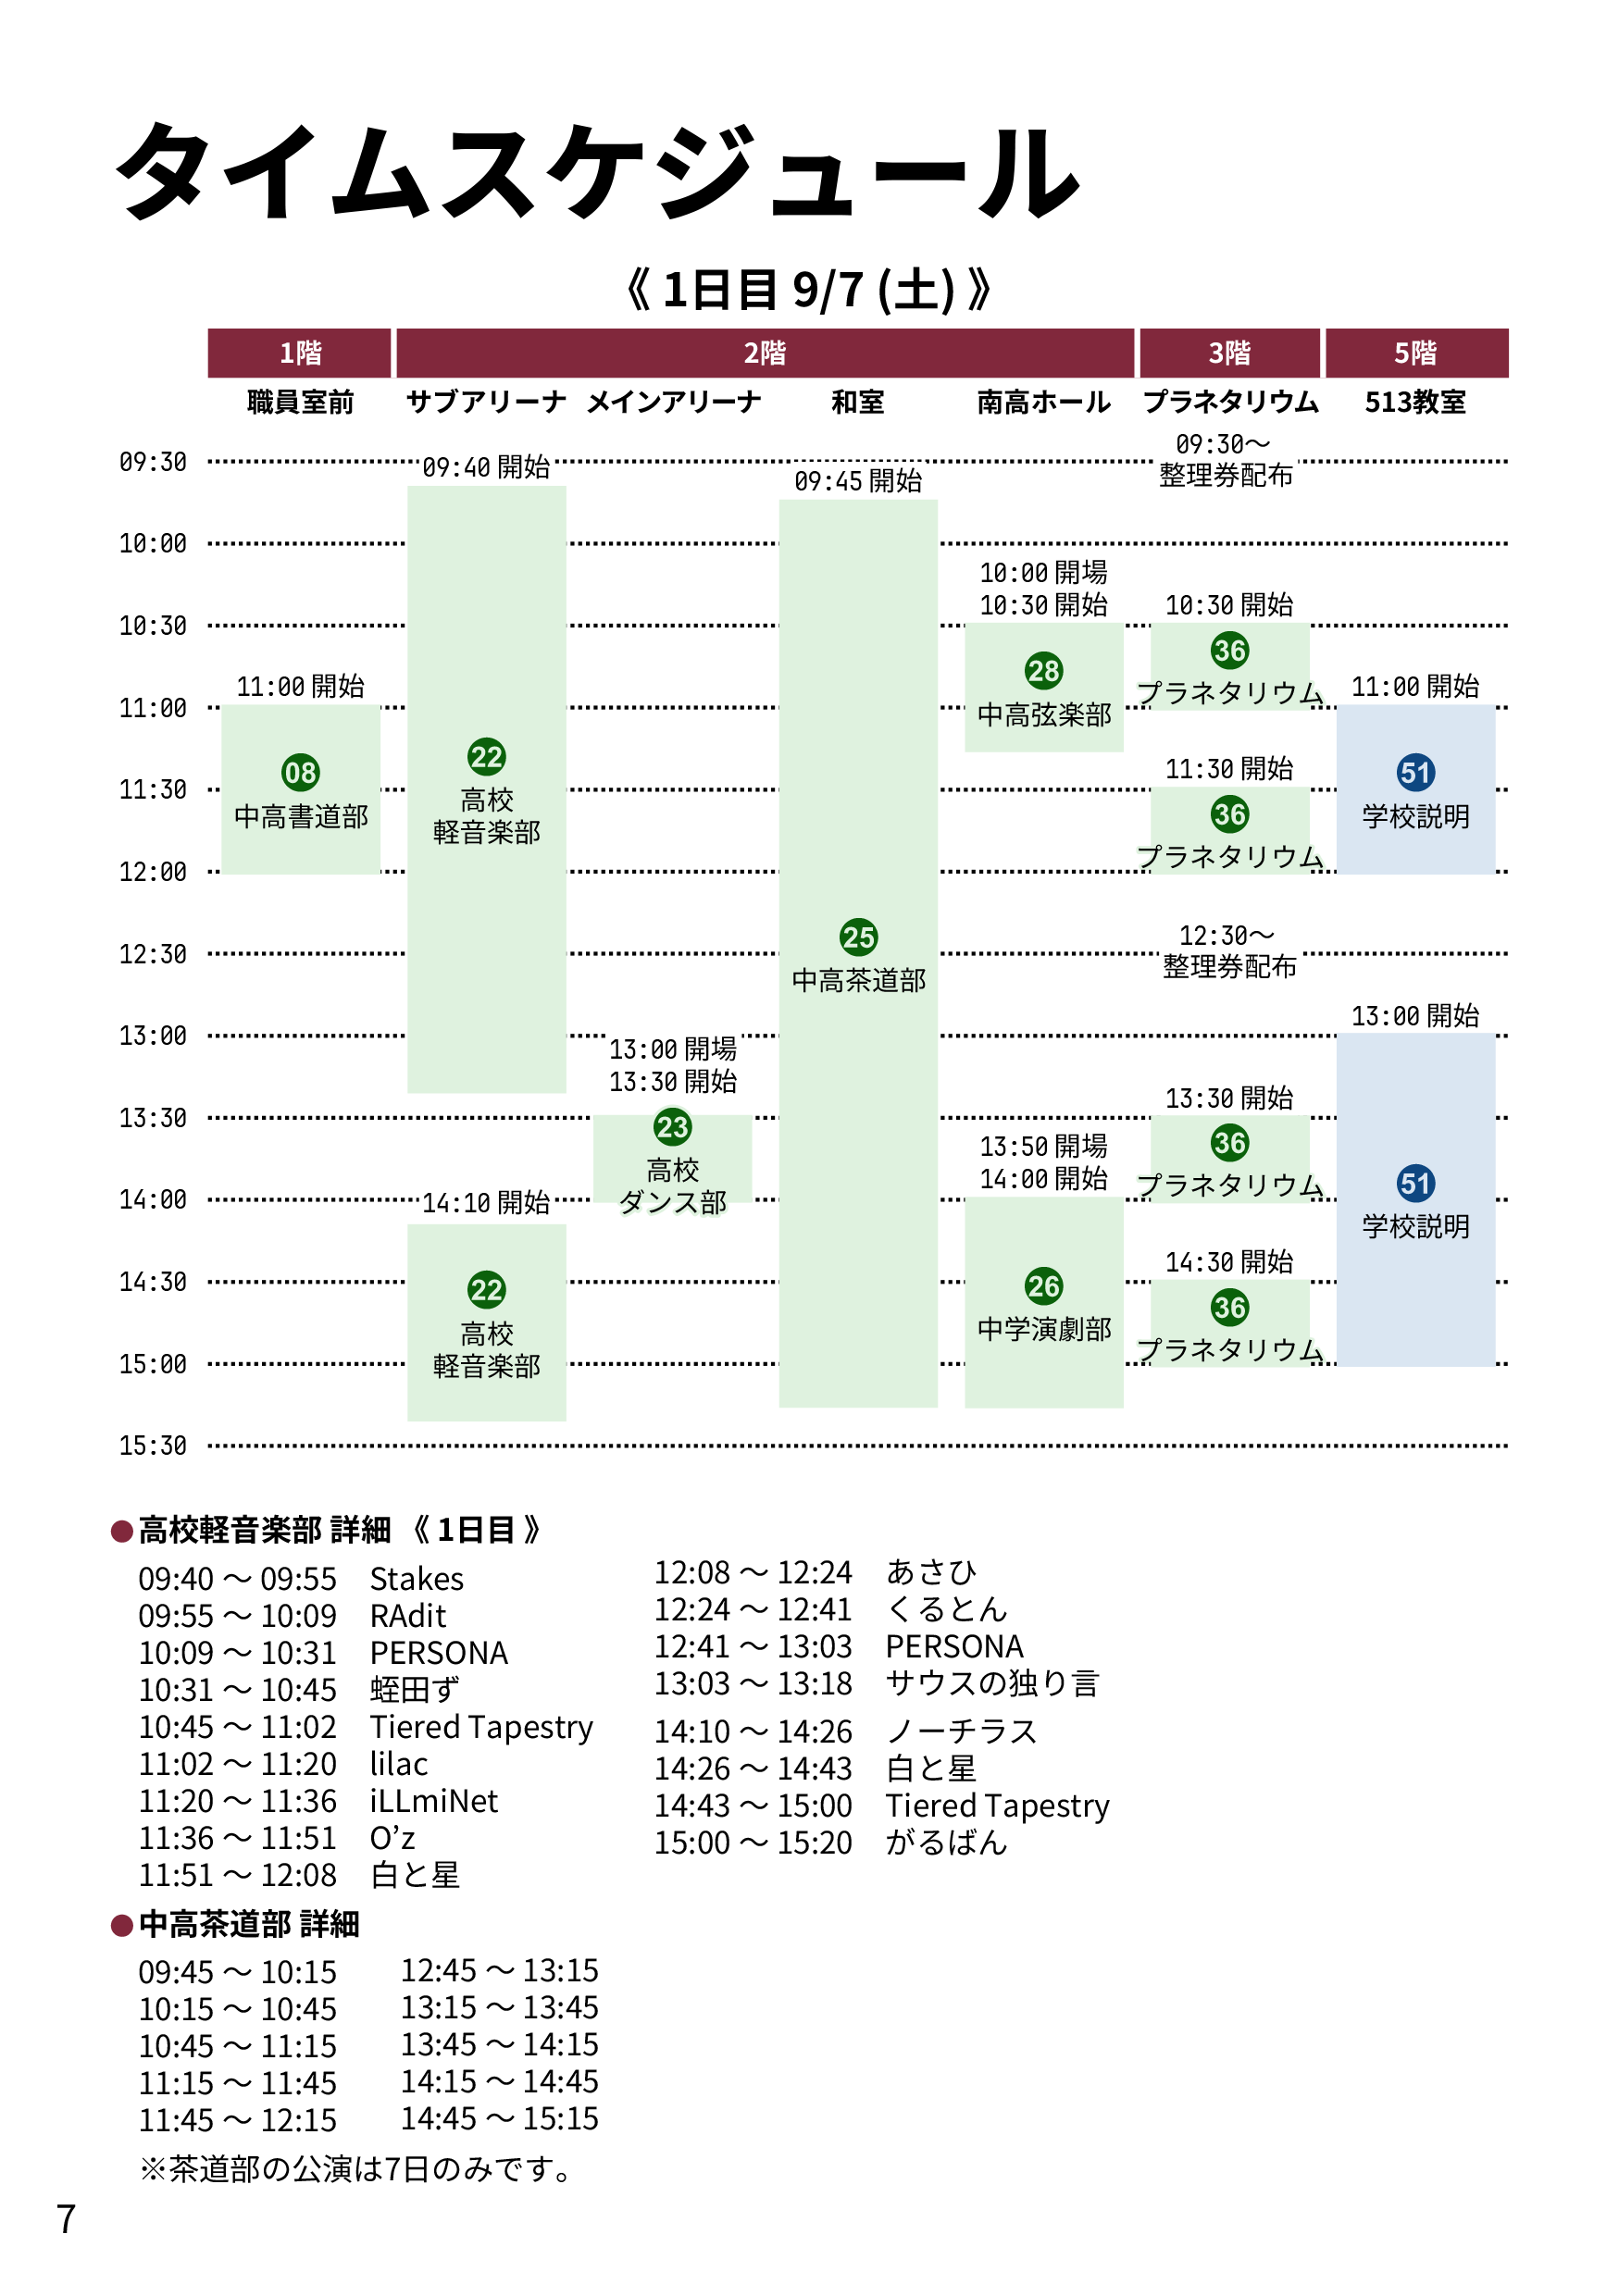 タイムスケジュール
《 1日目 9/7 (土) 》
1階 2階 3階 5階
職員室前 サブアリーナ メインアリーナ 和室 南高ホール プラネタリウム 513教室
09:30
10:00
10:30
11:00
11:30
12:00
12:30
13:00
13:30
14:00
14:30
15:00
15:30
11:00 開始
08
中高書道部
09:40 開始
22
高校
軽音楽部
14:10 開始
22
高校
軽音楽部
13:00 開場
13:30 開始
23
高校
ダンス部
09:45 開始
25
中高茶道部
10:00 開場
10:30 開始
28
中高弦楽部
13:50 開場
14:00 開始
26
中学演劇部
09:30～
整理券配布
10:30 開始
36
プラネタリウム
11:30 開始
36
プラネタリウム
12:30～
整理券配布
13:30 開始
36
プラネタリウム
14:30 開始
36
プラネタリウム
11:00 開始
51
学校説明
13:00 開始
51
学校説明
●高校軽音楽部 詳細 《 1日目 》
09:40 ～ 09:55 Stakes
09:55 ～ 10:09 RAdit
10:09 ～ 10:31 PERSONA
10:31 ～ 10:45 蛭田ず
10:45 ～ 11:02 Tiered Tapestry
11:02 ～ 11:20 lilac
11:20 ～ 11:36 iLLmiNet
11:36 ～ 11:51 O’z
11:51 ～ 12:08 白と星
12:08 ～ 12:24 あさひ
12:24 ～ 12:41 くるとん
12:41 ～ 13:03 PERSONA
13:03 ～ 13:18 サウスの独り言
14:10 ～ 14:26 ノーチラス
14:26 ～ 14:43 白と星
14:43 ～ 15:00 Tiered Tapestry
15:00 ～ 15:20 がるばん
●中高茶道部 詳細
09:45 ～ 10:15
10:15 ～ 10:45
10:45 ～ 11:15
11:15 ～ 11:45
11:45 ～ 12:15
12:45 ～ 13:15
13:15 ～ 13:45
13:45 ～ 14:15
14:15 ～ 14:45
14:45 ～ 15:15
※茶道部の公演は7日のみです。
7